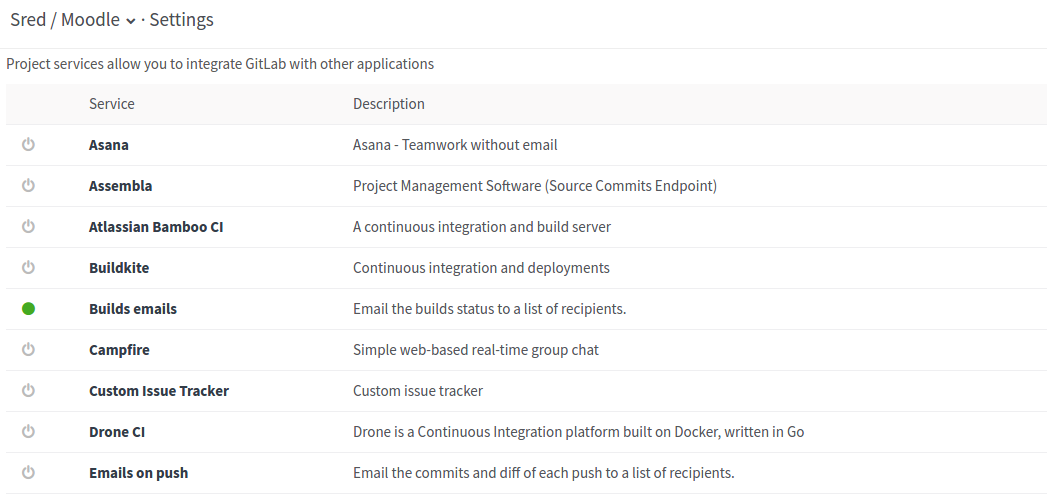 Sred / Moodle · Settings
Project services allow you to integrate GitLab with other applications
Service Description
Asana Asana - Teamwork without email
Assembla Project Management Software (Source Commits Endpoint)
Atlassian Bamboo CI A continuous integration and build server
Buildkite Continuous integration and deployments
Builds emails Email the builds status to a list of recipients.
Campfire Simple web-based real-time group chat
Custom Issue Tracker Custom issue tracker
Drone CI Drone is a Continuous Integration platform built on Docker, written in Go
Emails on push Email the commits and diff of each push to a list of recipients.